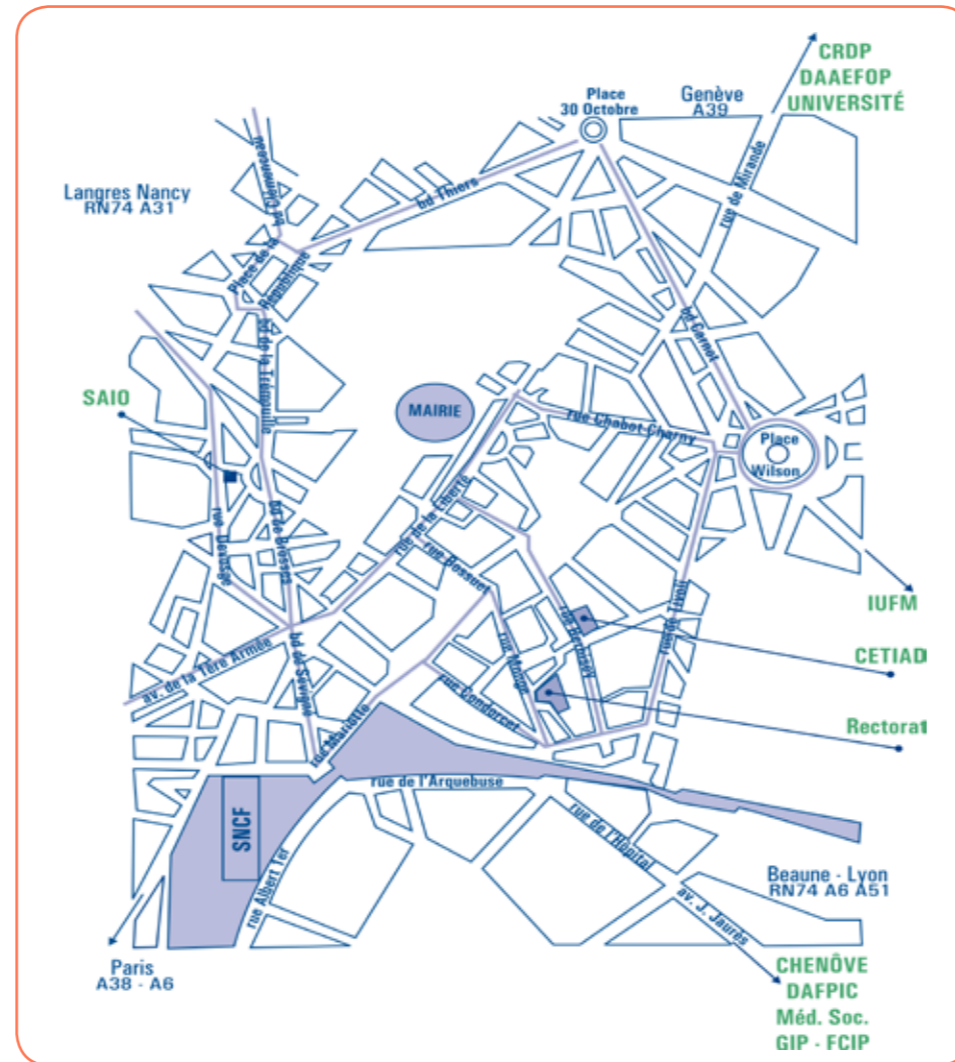 CRDP
DAAEFOP
UNIVERSITÉ
Place
30 Octobre
Genève
A39
Langres Nancy
RN74 A31
bd Clémenceau
bd Thiers
rue de Mirande
Place de la
République
bd de la Trémouille
bd Carnot
SAIO
MAIRIE
rue Chabot Charny
Place
Wilson
rue de la Liberté
bd de Brosses
rue Devosge
rue Bossuet
rue de Tivoli
IUFM
CETIAD
rue Monge
rue Berbisey
av. de la 1ère Armée
bd de Sévigné
rue Condorcet
rue Mariotte
Rectorat
rue de l'Arquebuse
SNCF
rue de l'Hôpital
rue Albert 1er
Beaune - Lyon
RN74 A6 A51
av. J. Jaurès
Paris
A38 - A6
CHENÔVE
DAFPIC
Méd. Soc.
GIP - FCIP